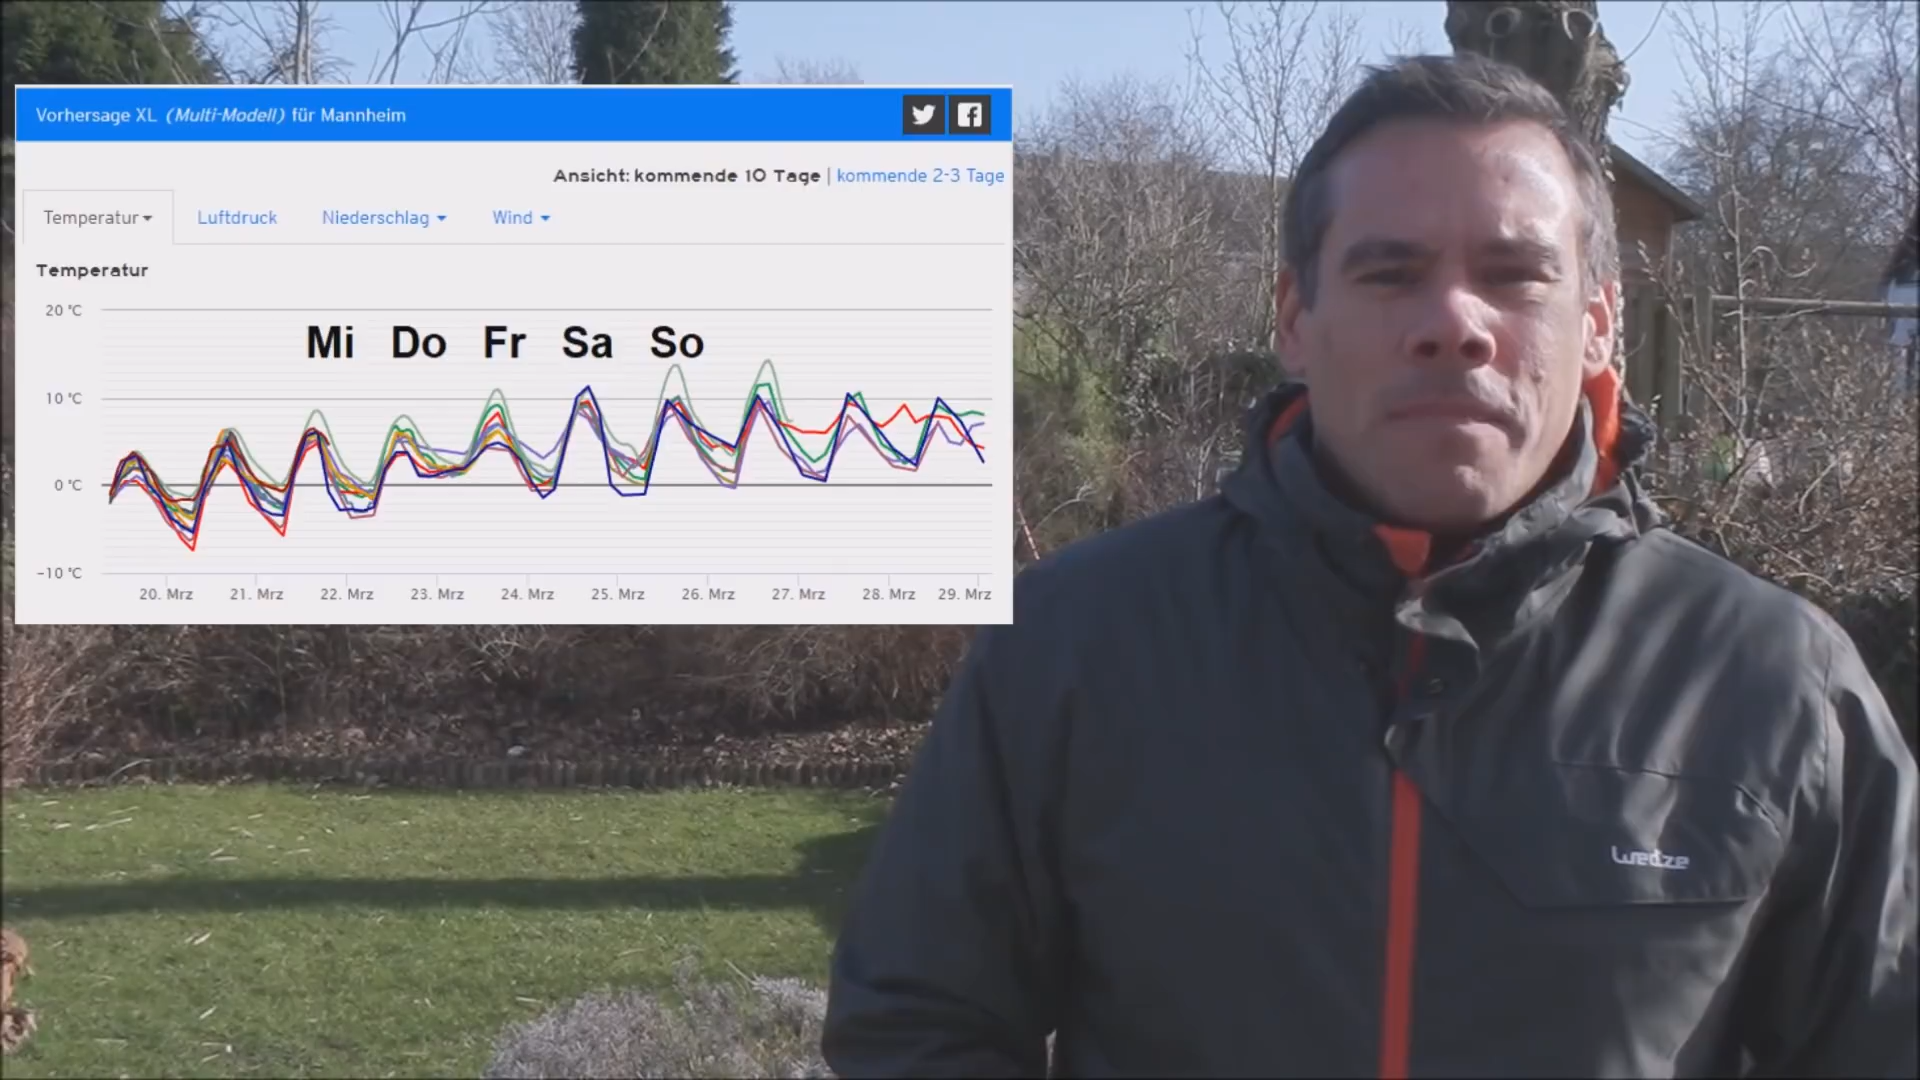 Vorhersage XL (Multi-Modell) für Mannheim
Ansicht: kommende 10 Tage | kommende 2-3 Tage
Temperatur Luftdruck Niederschlag Wind
Temperatur
20 °C
Mi Do Fr Sa So
10 °C
0 °C
-10 °C
20. Mrz 21. Mrz 22. Mrz 23. Mrz 24. Mrz 25. Mrz 26. Mrz 27. Mrz 28. Mrz 29. Mrz
Wedze